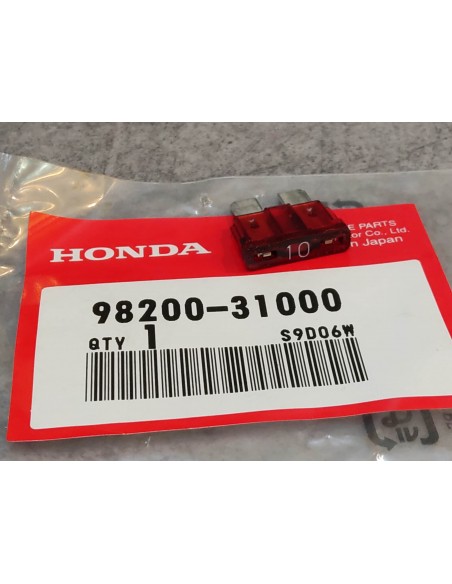 10
E PARTS
HONDA
or Co., Ltd.
n Japan
98200-31000
QTY 1 S9D06W